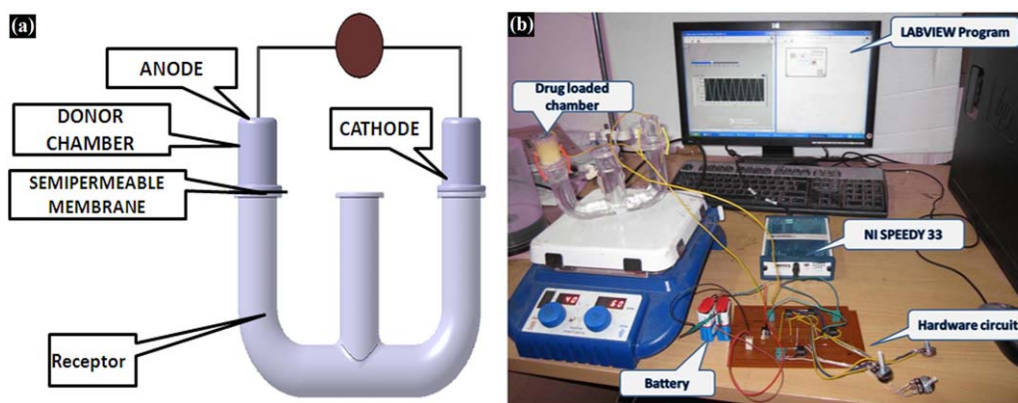 (a)
ANODE
DONOR
CHAMBER
CATHODE
SEMIPERMEABLE
MEMBRANE
Receptor
(b)
LABVIEW Program
Drug loaded
chamber
NI SPEEDY 33
Hardware circuit
Battery